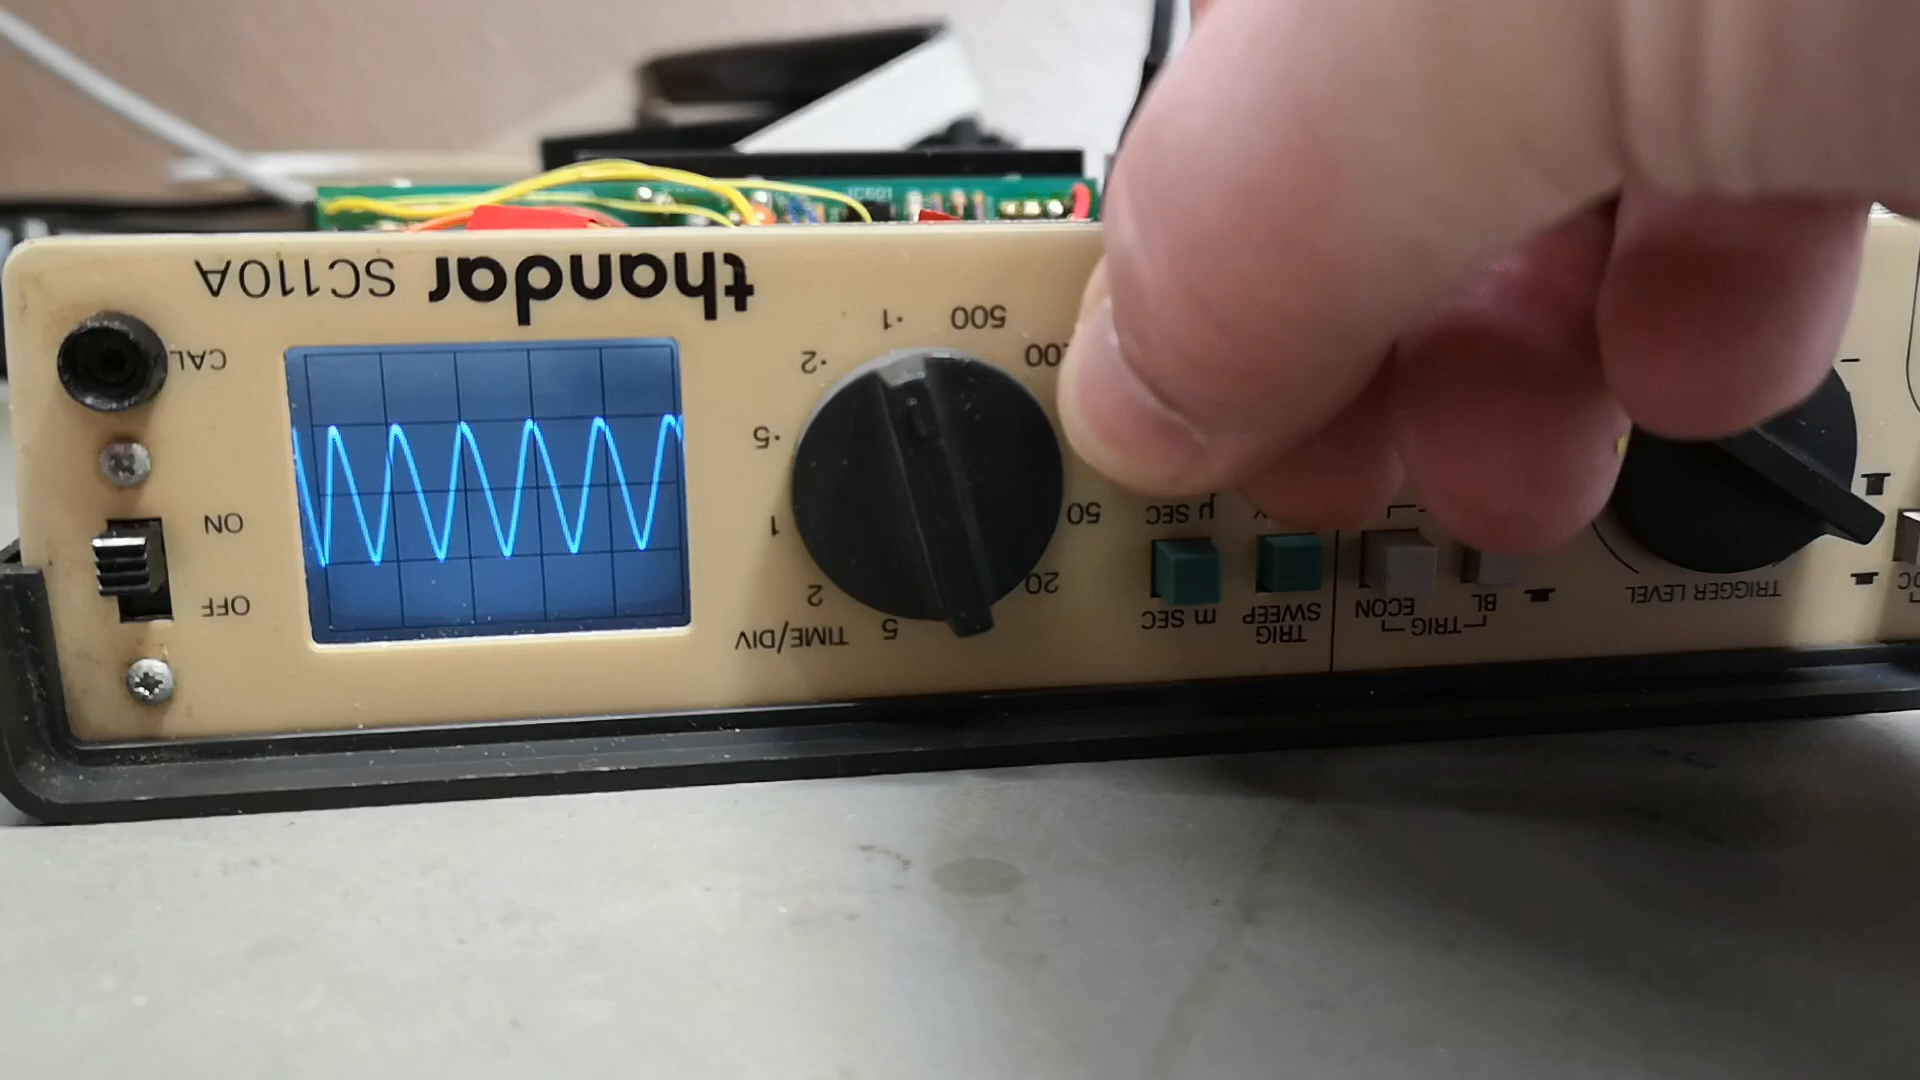 thandar SC110A
CAL
ON
OFF
TIME/DIV
.1
.2
.5
1
2
5
20
50
500
µ SEC
m SEC
TRIG
SWEEP
TRIG
ECON
BL
TRIGGER LEVEL
IC601